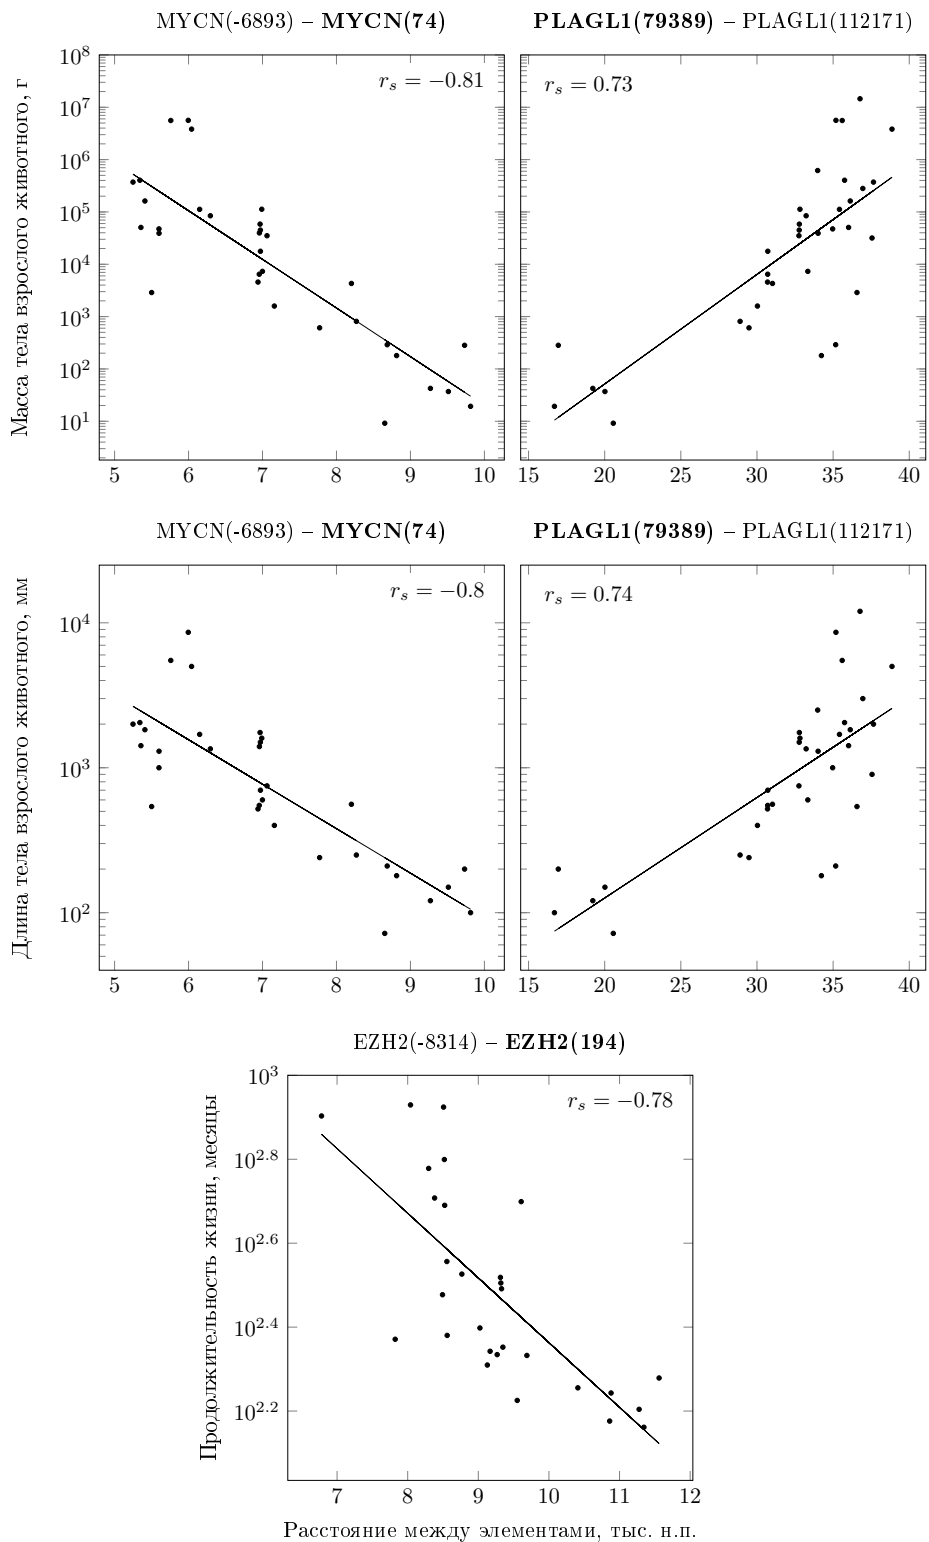 MYCN(-6893) – MYCN(74)
PLAGL1(79389) – PLAGL1(112171)
Масса тела взрослого животного, г
10^8
10^7
10^6
10^5
10^4
10^3
10^2
10^1
r_s = −0.81
5 6 7 8 9 10
r_s = 0.73
15 20 25 30 35 40
MYCN(-6893) – MYCN(74)
PLAGL1(79389) – PLAGL1(112171)
Длина тела взрослого животного, мм
10^4
10^3
10^2
r_s = −0.8
5 6 7 8 9 10
r_s = 0.74
15 20 25 30 35 40
EZH2(-8314) – EZH2(194)
Продолжительность жизни, месяцы
10^3
10^2.8
10^2.6
10^2.4
10^2.2
r_s = −0.78
7 8 9 10 11 12
Расстояние между элементами, тыс. н.п.